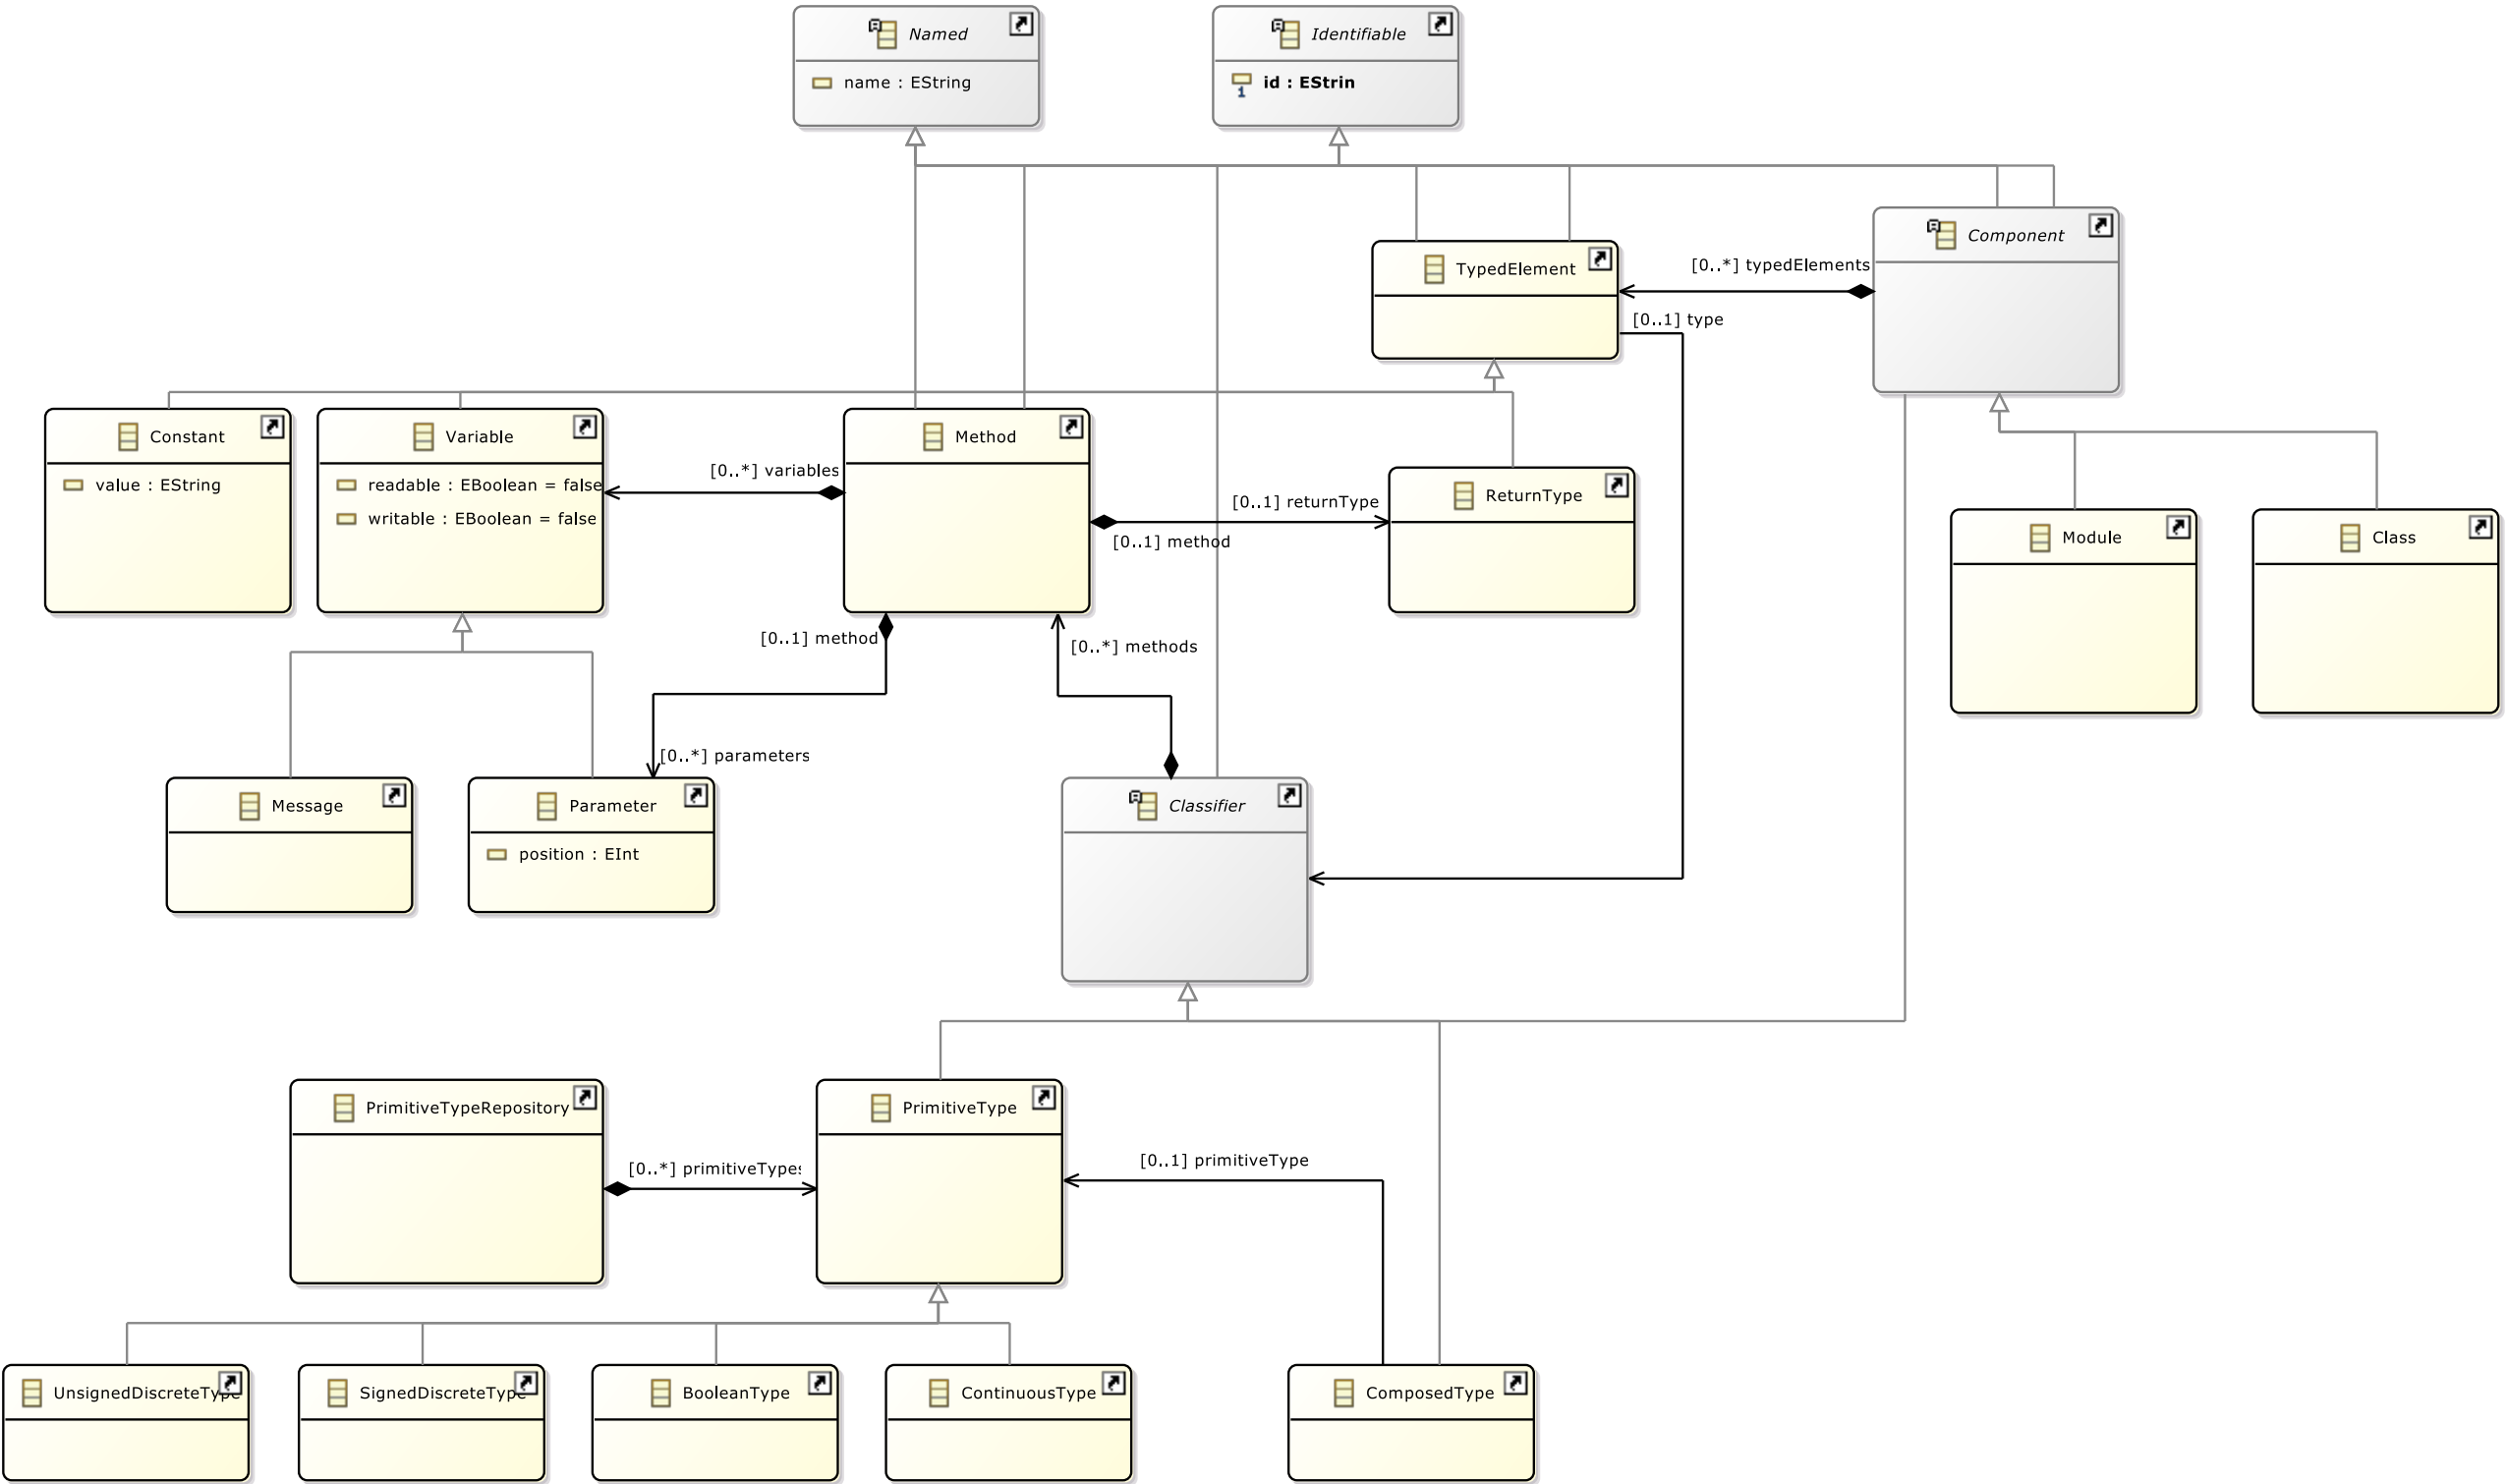 Named
name : EString
Identifiable
1
id : EStrin
Component
TypedElement
[0..*] typedElements
[0..1] type
Constant
value : EString
Variable
readable : EBoolean = false
writable : EBoolean = false
Method
[0..*] variables
[0..1] returnType
[0..1] method
ReturnType
Module
Class
[0..1] method
[0..*] methods
[0..*] parameters
Message
Parameter
position : EInt
Classifier
PrimitiveTypeRepository
PrimitiveType
[0..*] primitiveTypes
[0..1] primitiveType
UnsignedDiscreteType
SignedDiscreteType
BooleanType
ContinuousType
ComposedType